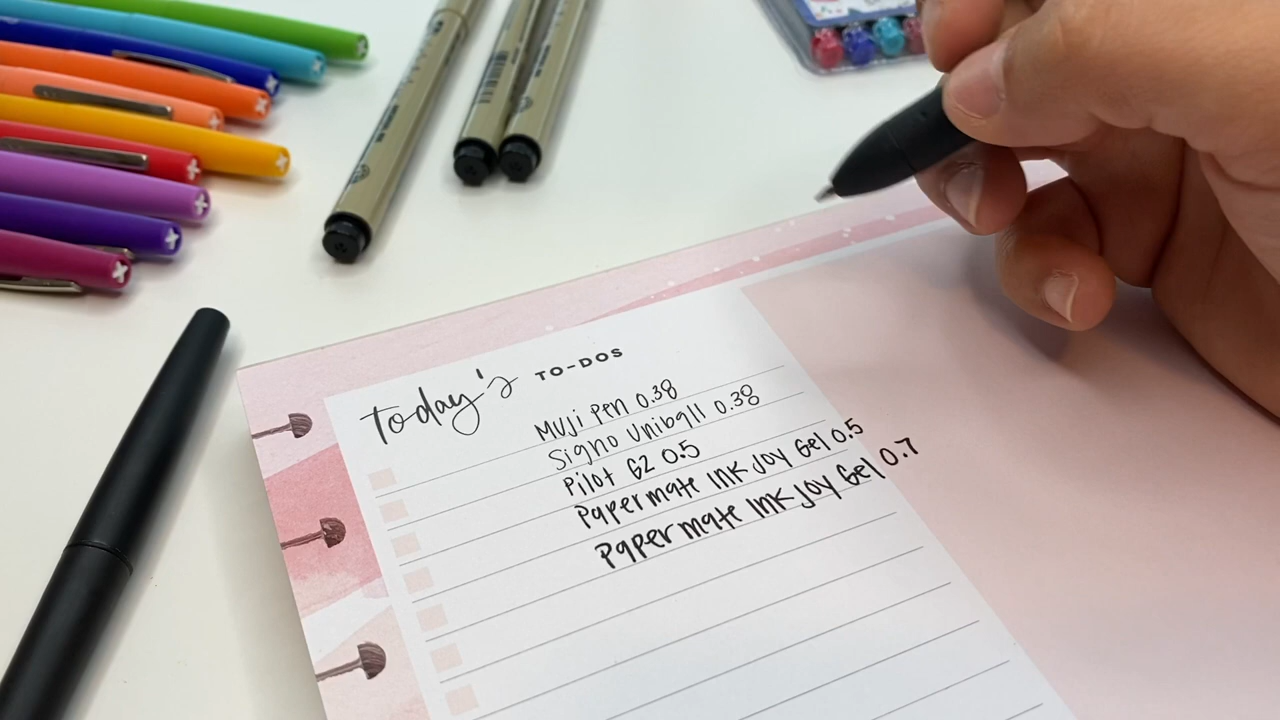 Today's TO-DOS
MUJI Pen 0.38
Signo Uniball 0.38
Pilot G2 0.5
Papermate Ink Joy Gel 0.5
Papermate Ink Joy Gel 0.7